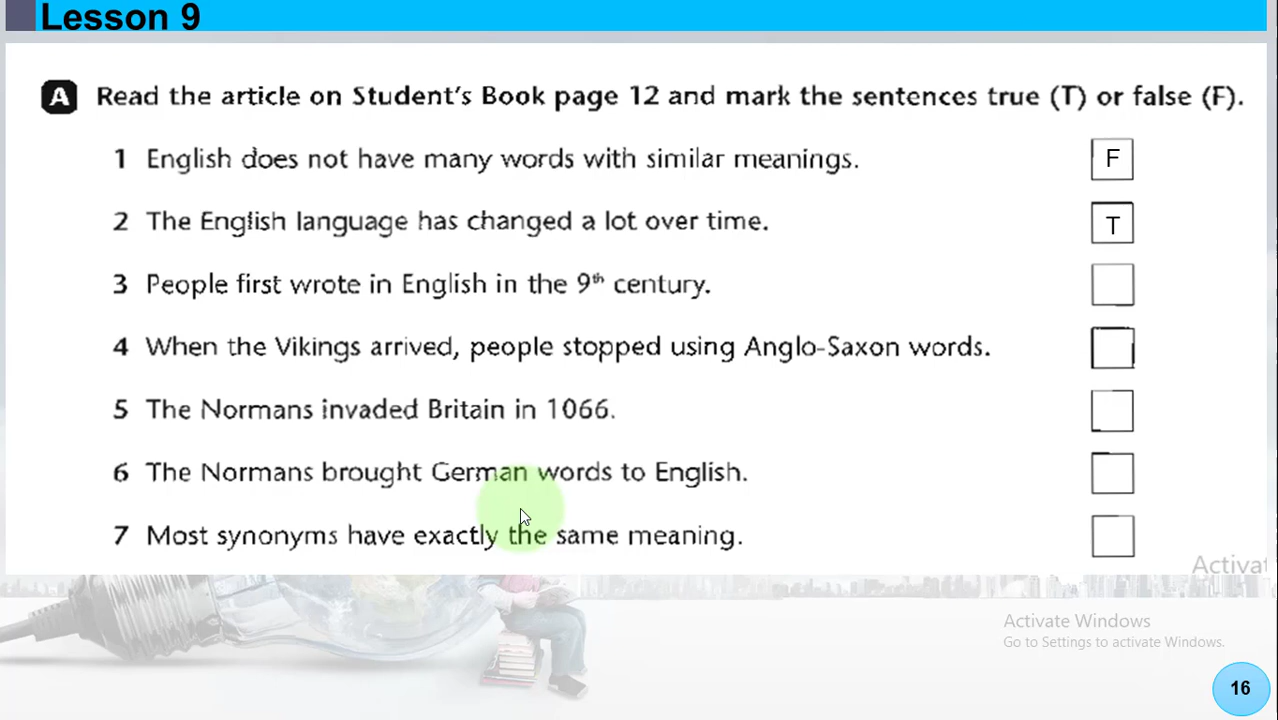 Lesson 9
A Read the article on Student's Book page 12 and mark the sentences true (T) or false (F).
1 English does not have many words with similar meanings. F
2 The English language has changed a lot over time. T
3 People first wrote in English in the 9th century.
4 When the Vikings arrived, people stopped using Anglo-Saxon words.
5 The Normans invaded Britain in 1066.
6 The Normans brought German words to English.
7 Most synonyms have exactly the same meaning.
Activat
Activate Windows
Go to Settings to activate Windows.
16